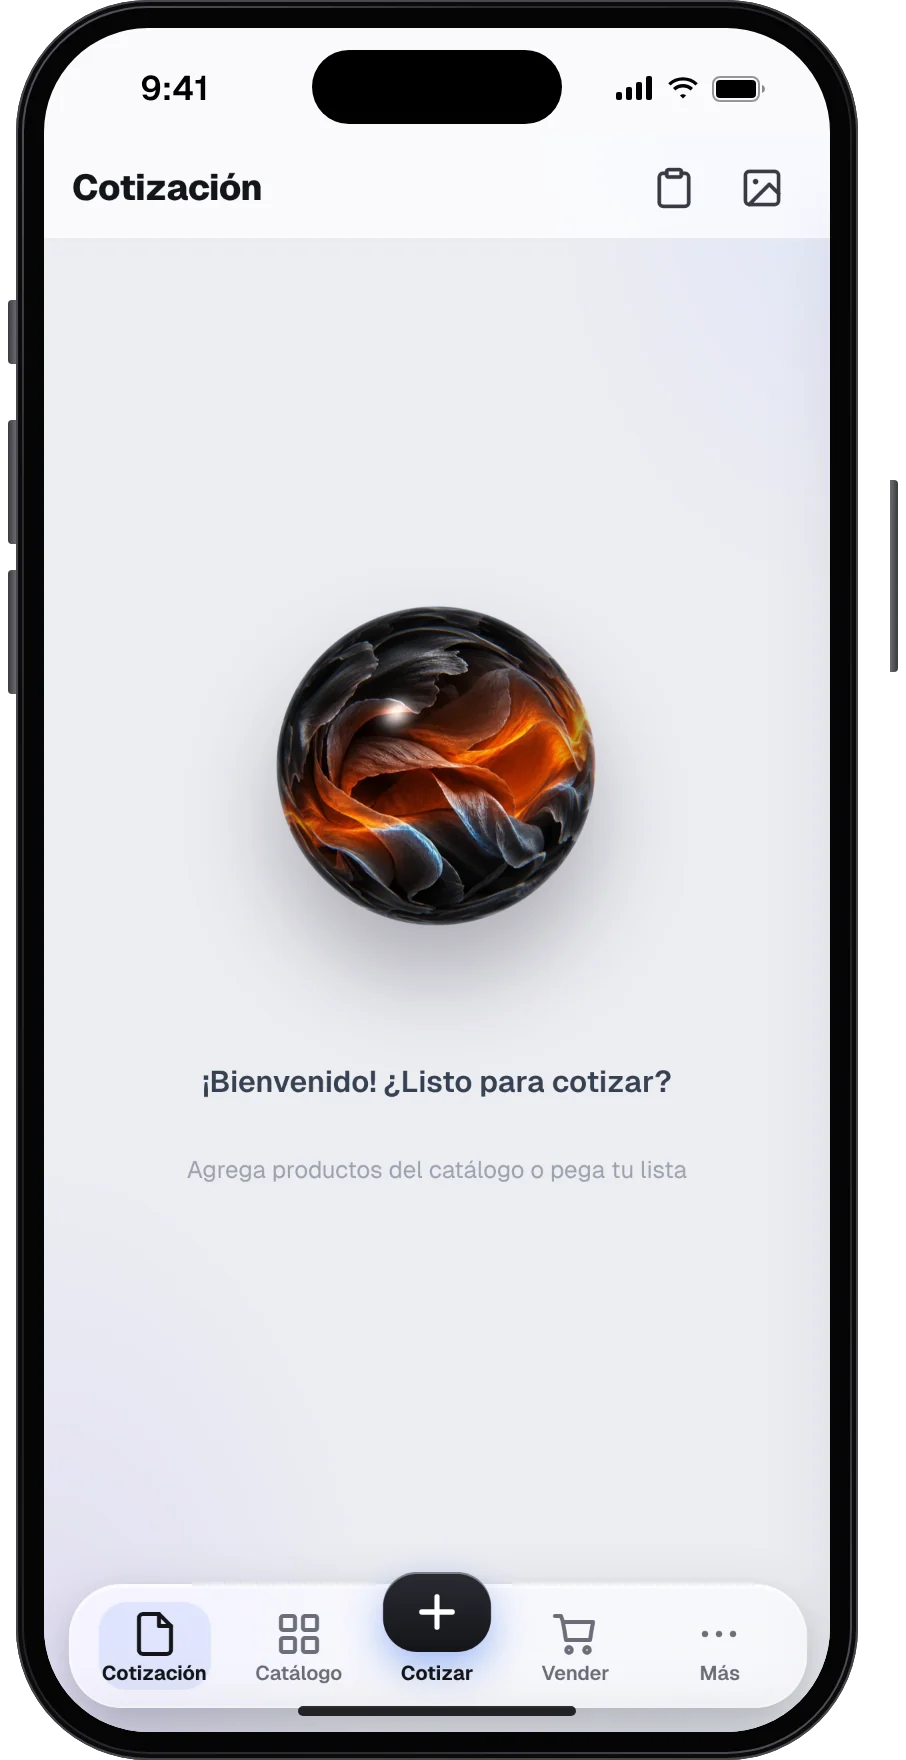 9:41
Cotización
¡Bienvenido! ¿Listo para cotizar?
Agrega productos del catálogo o pega tu lista
Cotización
Catálogo
Cotizar
Vender
Más